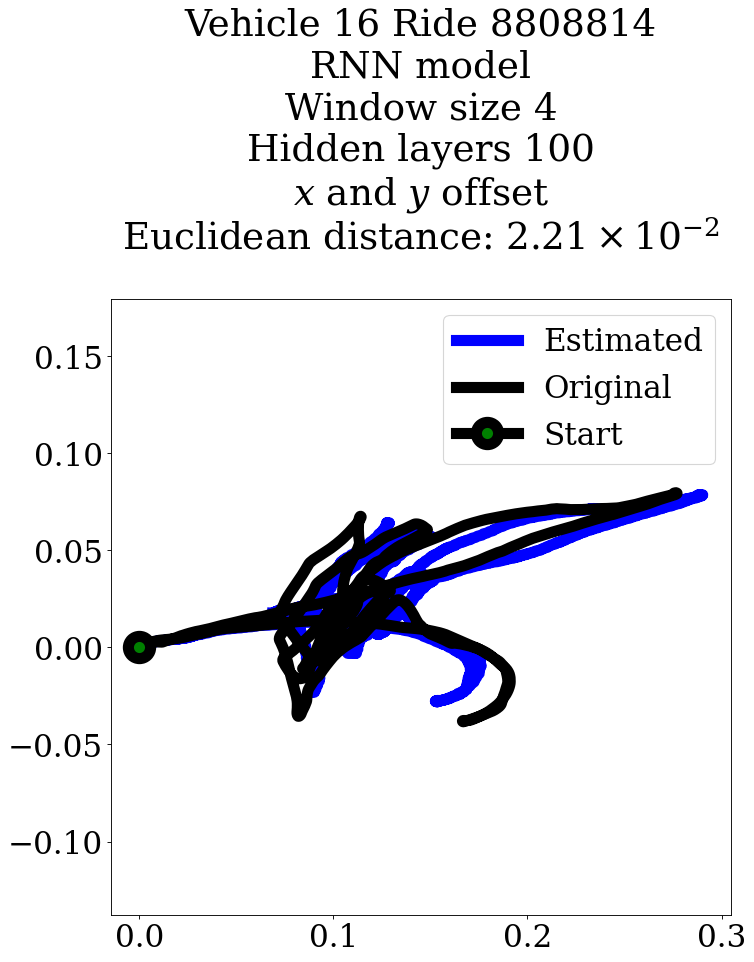 Vehicle 16 Ride 8808814
RNN model
Window size 4
Hidden layers 100
x and y offset
Euclidean distance: 2.21 × 10⁻²
Estimated
Original
Start
0.15
0.10
0.05
0.00
−0.05
−0.10
0.0 0.1 0.2 0.3